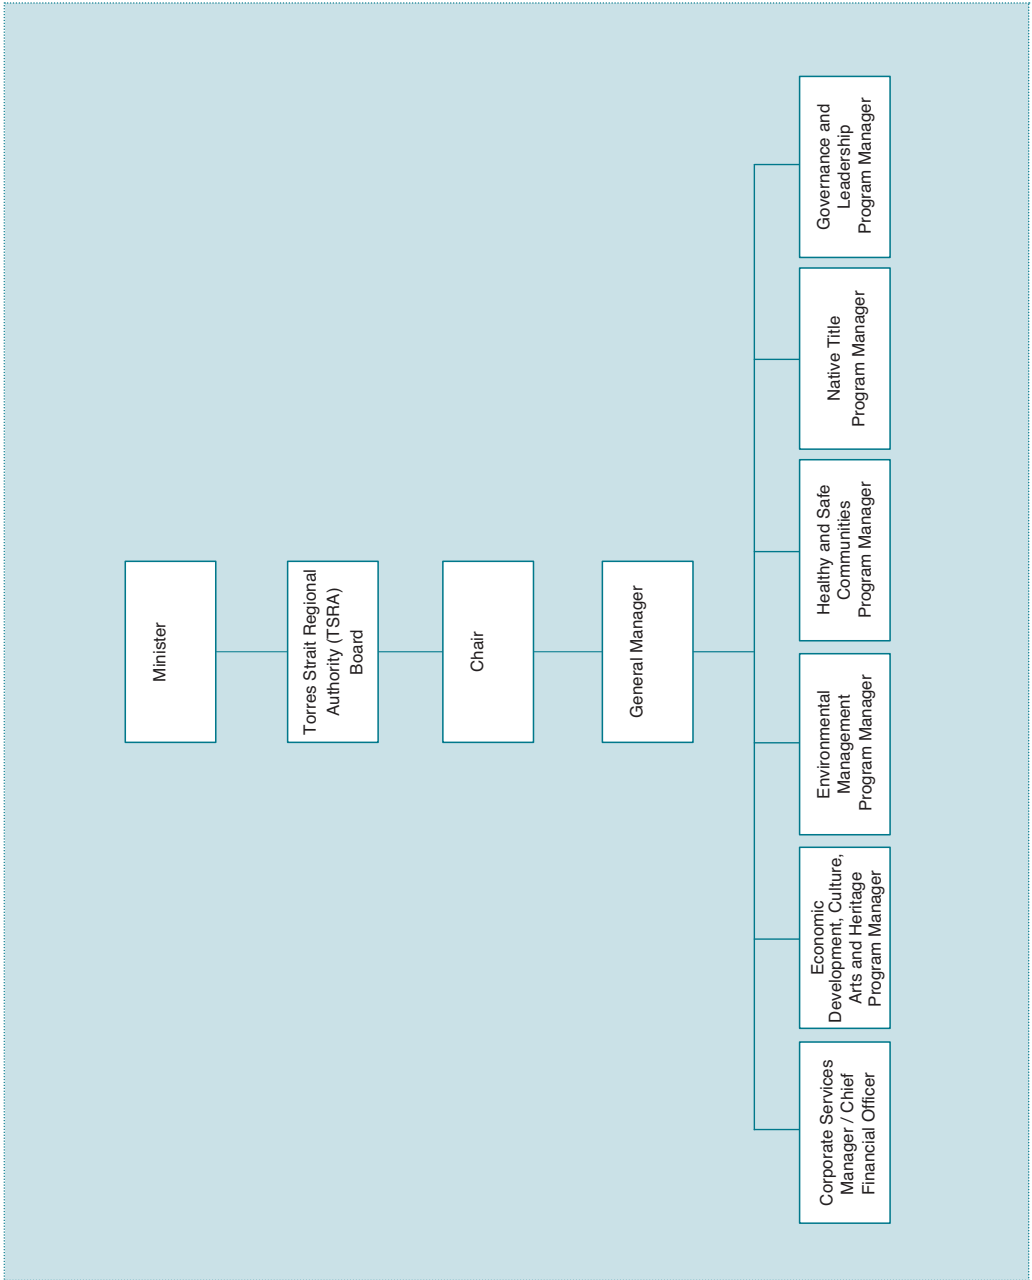 Minister
Torres Strait Regional
Authority (TSRA)
Board
Chair
General Manager
Corporate Services
Manager / Chief
Financial Officer
Economic
Development, Culture,
Arts and Heritage
Program Manager
Environmental
Management
Program Manager
Healthy and Safe
Communities
Program Manager
Native Title
Program Manager
Governance and
Leadership
Program Manager